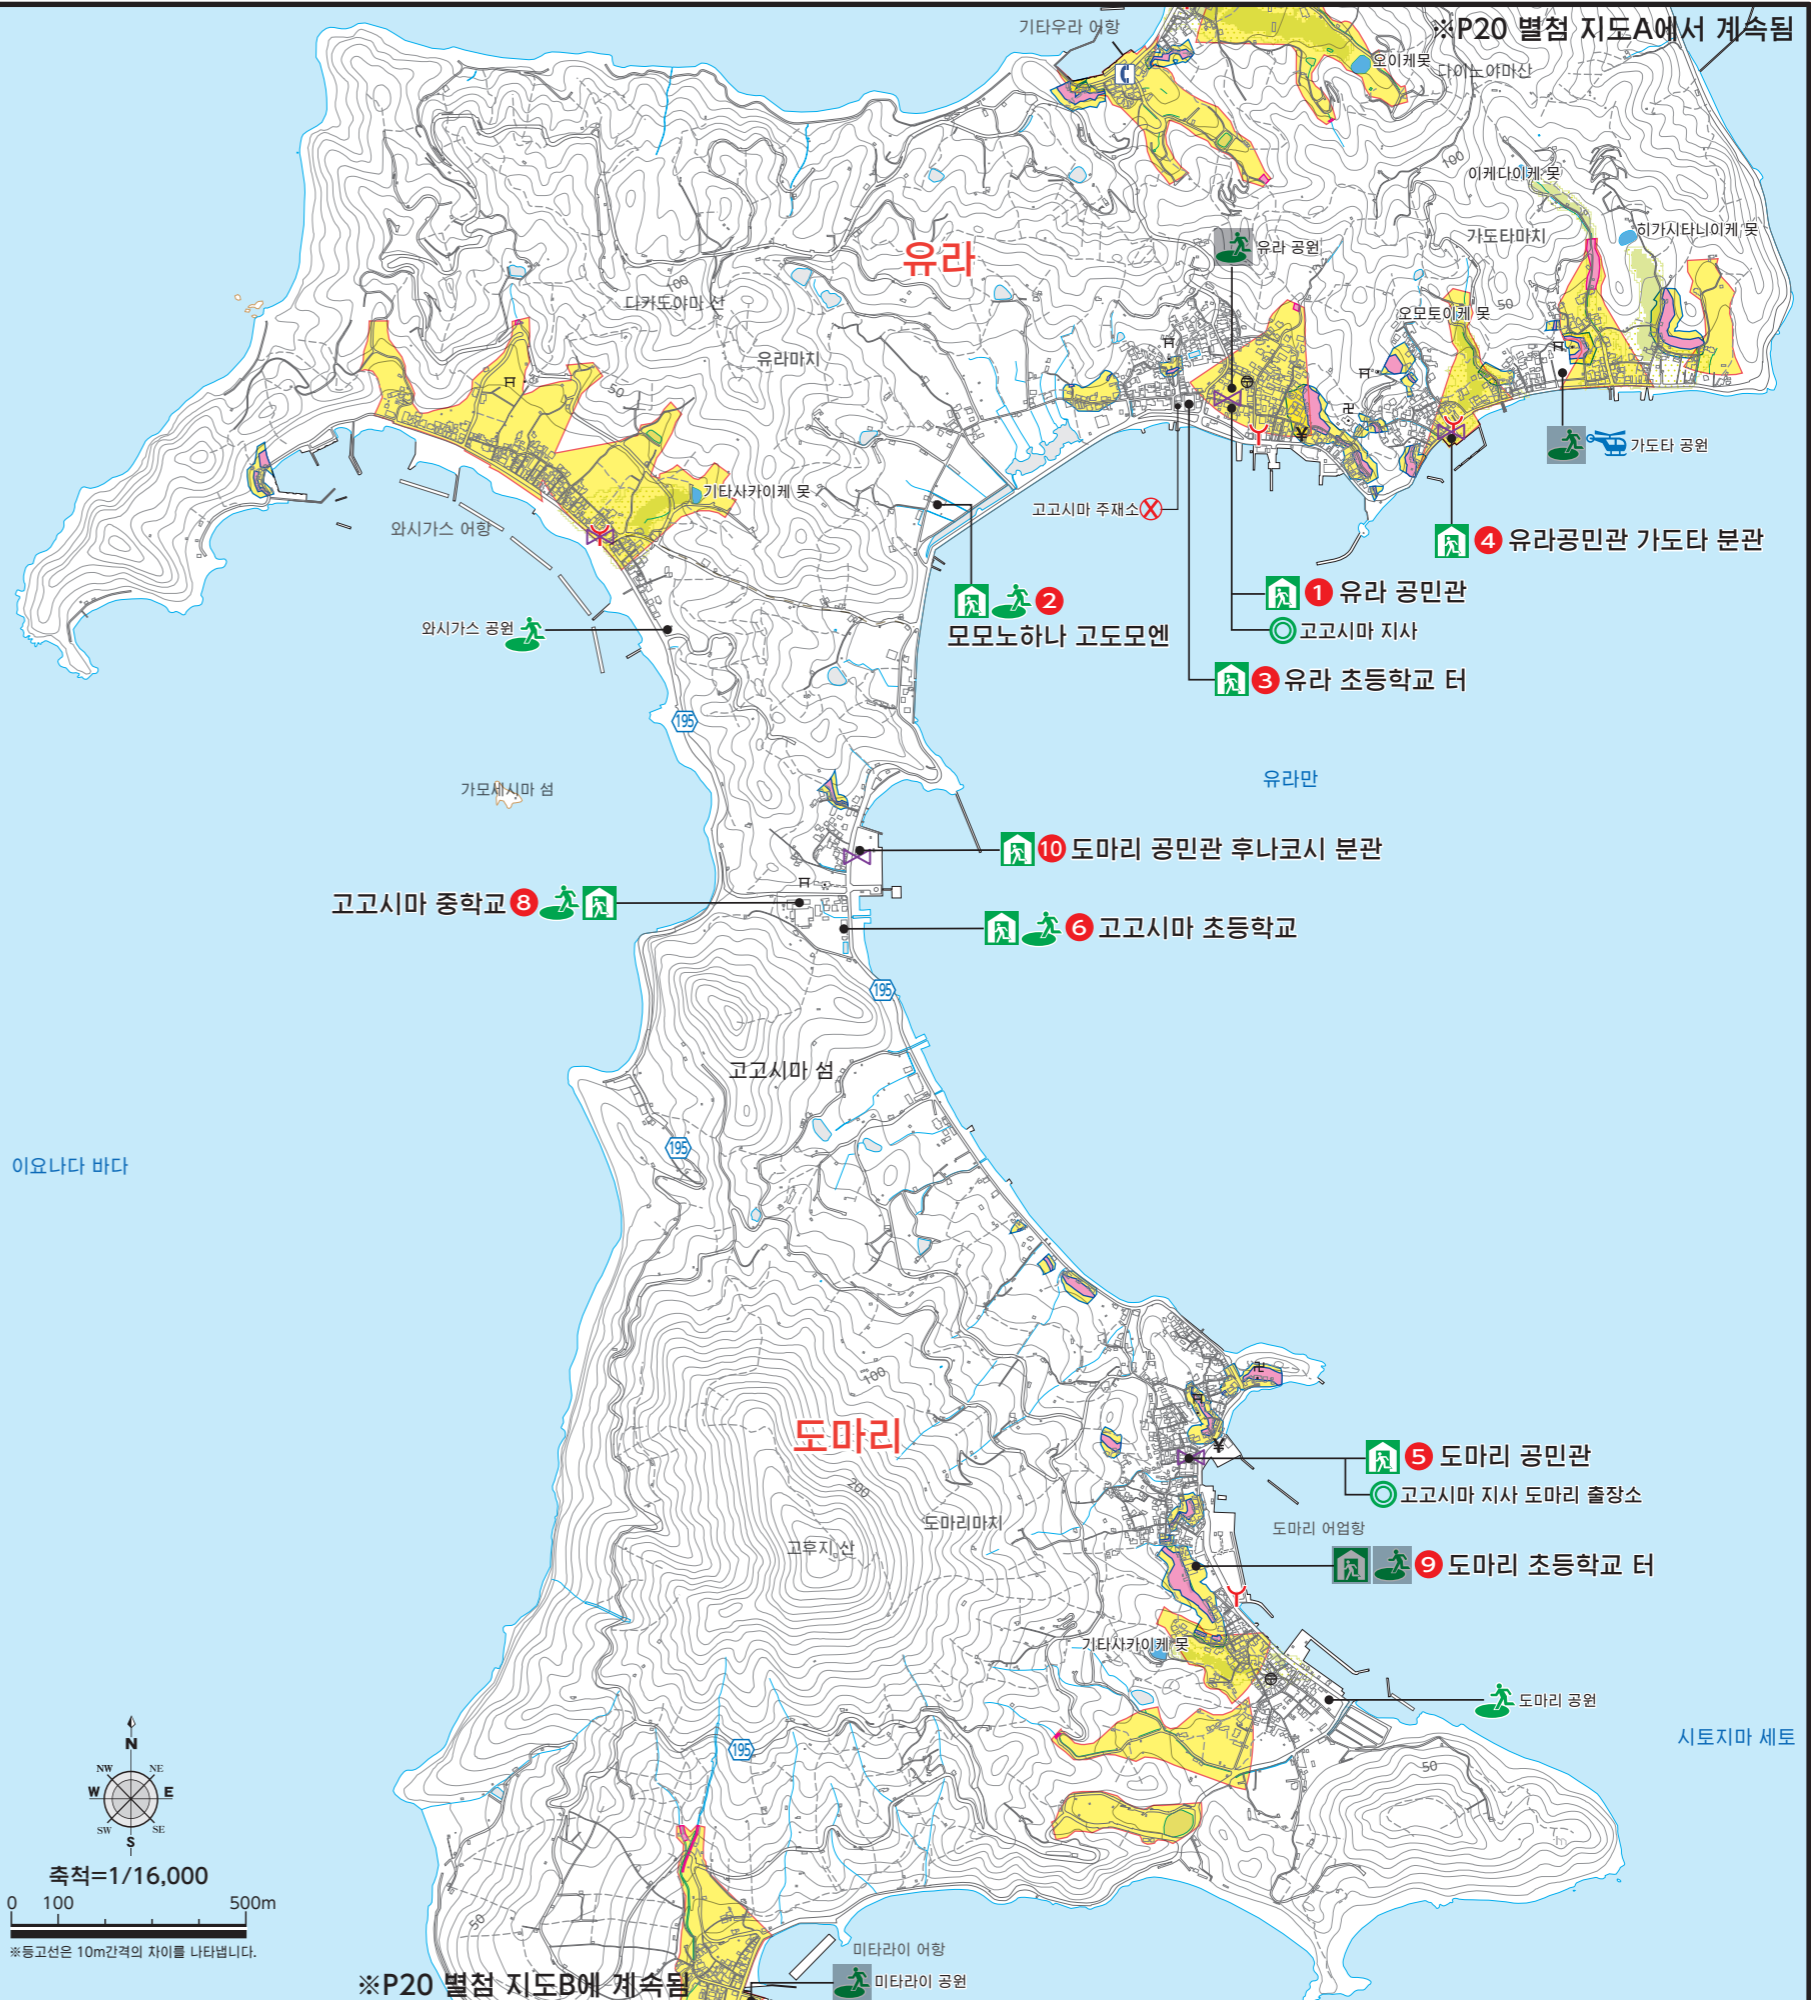 ※P20 별첨 지도A에서 계속됨
기타우라 어항
오이케못
다이노야마산
100
이케다이케 못
가도타마치
히가시타니이케 못
유라
유라 공원
100
다카도야마 산
오모토이케 못
50
유라마치
50
가도타 공원
기타사카이케 못
와시가스 어항
고고시마 주재소
4 유라공민관 가도타 분관
1 유라 공민관
2
모모노하나 고도모엔
고고시마 지사
와시가스 공원
3 유라 초등학교 터
195
유라만
가모세시마 섬
10 도마리 공민관 후나코시 분관
고고시마 중학교 8
6 고고시마 초등학교
195
고고시마 섬
195
이요나다 바다
100
도마리
5 도마리 공민관
200
고고시마 지사 도마리 출장소
도마리마치
도마리 어업항
고후지 산
9 도마리 초등학교 터
기타사카이케 못
도마리 공원
시토지마 세토
195
50
N
NW
NE
W
E
SW
SE
S
축척=1/16,000
0 100 500m
50
※등고선은 10m간격의 차이를 나타냅니다.
미타라이 어항
※P20 별첨 지도B에 계속됨
미타라이 공원